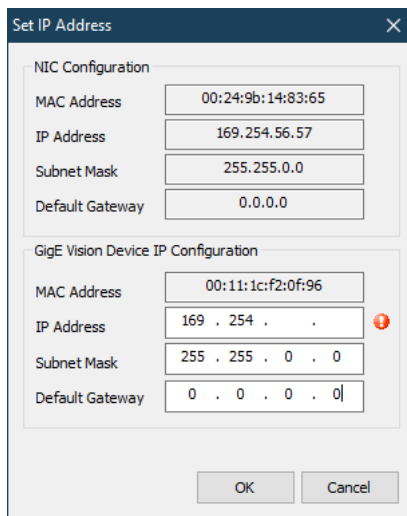 Set IP Address
NIC Configuration
MAC Address 00:24:9b:14:83:65
IP Address 169.254.56.57
Subnet Mask 255.255.0.0
Default Gateway 0.0.0.0
GigE Vision Device IP Configuration
MAC Address 00:11:1c:f2:0f:96
IP Address 169 . 254 . .
Subnet Mask 255 . 255 . 0 . 0
Default Gateway 0 . 0 . 0 . 0
OK Cancel